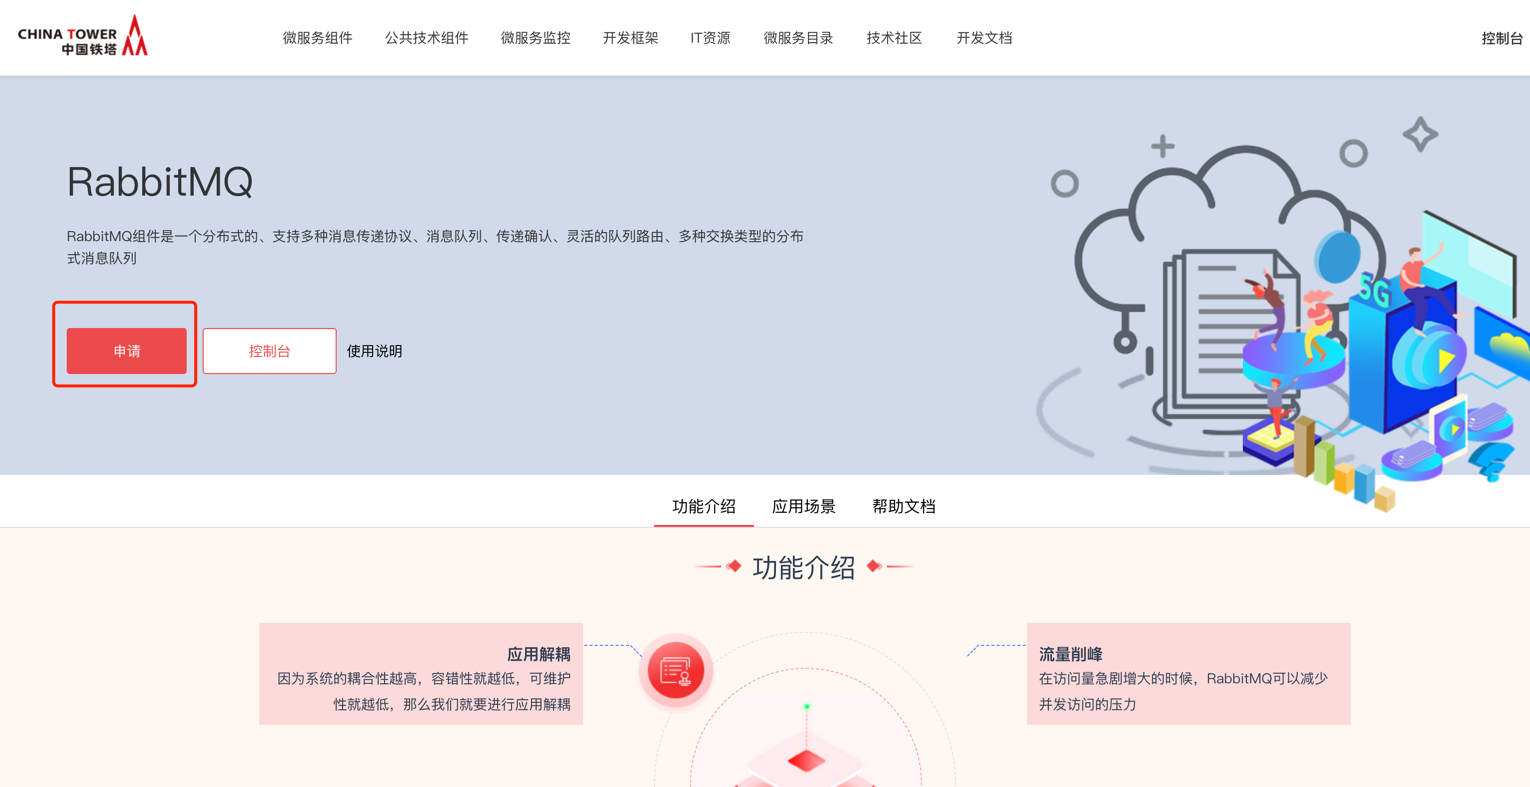 CHINA TOWER
中国铁塔
微服务组件 公共技术组件 微服务监控 开发框架 IT资源 微服务目录 技术社区 开发文档 控制台
RabbitMQ
RabbitMQ组件是一个分布式的、支持多种消息传递协议、消息队列、传递确认、灵活的队列路由、多种交换类型的分布
式消息队列
申请 控制台 使用说明
5G
功能介绍 应用场景 帮助文档
功能介绍
应用解耦
因为系统的耦合性越高，容错性就越低，可维护
性就越低，那么我们就要进行应用解耦
流量削峰
在访问量急剧增大的时候，RabbitMQ可以减少
并发访问的压力